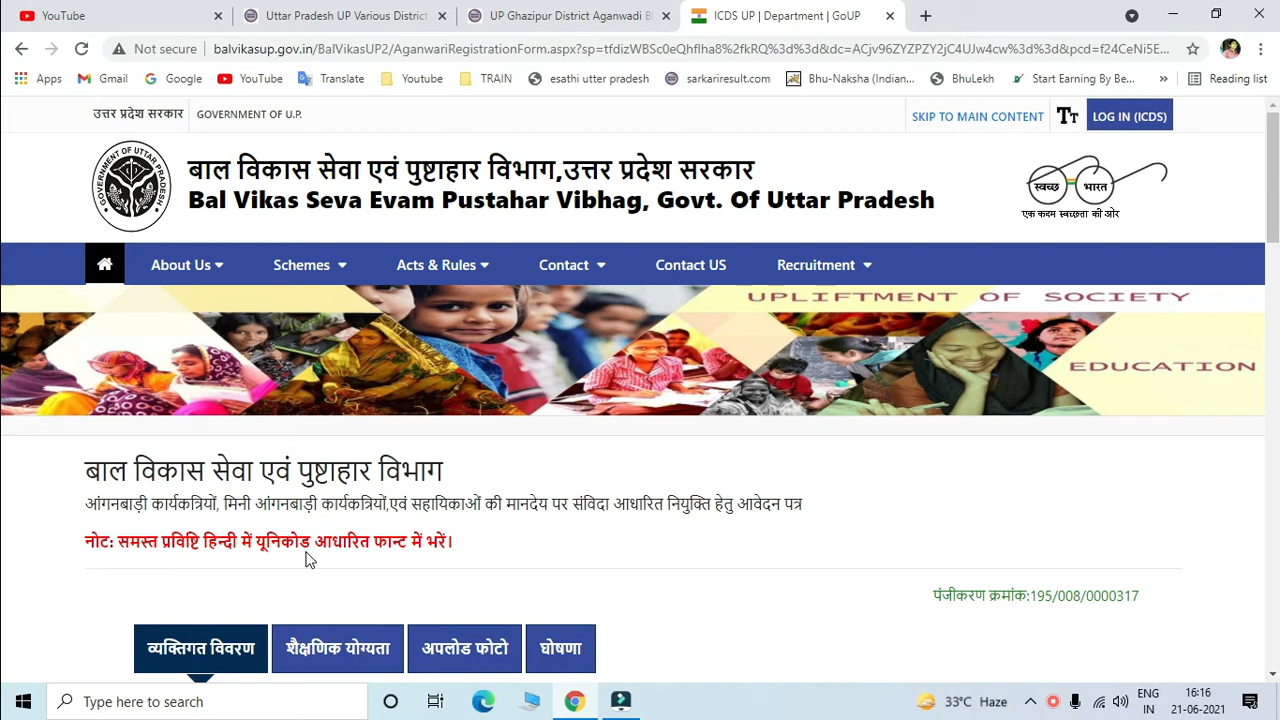 YouTube
Uttar Pradesh UP Various District
UP Ghazipur District Aganwadi Bh
ICDS UP | Department | GoUP
Not secure
balvikasup.gov.in/BalVikasUP2/AganwariRegistrationForm.aspx?sp=tfdizWBSc0eQhfIha8%2fkRQ%3d%3d&dc=ACjv96ZYZPZY2jC4UJw4cw%3d%3d&pcd=f24CeNi5E...
Apps
Gmail
Google
YouTube
Translate
Youtube
TRAIN
esathi utter pradesh
sarkariresult.com
Bhu-Naksha (Indian...
BhuLekh
Start Earning By Be...
»
Reading list
उत्तर प्रदेश सरकार
GOVERNMENT OF U.P.
SKIP TO MAIN CONTENT
TT
LOG IN (ICDS)
GOVERNMENT OF UTTAR PRADESH
बाल विकास सेवा एवं पुष्टाहार विभाग,उत्तर प्रदेश सरकार
Bal Vikas Seva Evam Pustahar Vibhag, Govt. Of Uttar Pradesh
स्वच्छ भारत
एक कदम स्वच्छता की ओर
About Us
Schemes
Acts & Rules
Contact
Contact US
Recruitment
UPLIFTMENT OF SOCIETY
EDUCATION
बाल विकास सेवा एवं पुष्टाहार विभाग
आंगनबाड़ी कार्यकत्रियों, मिनी आंगनबाड़ी कार्यकत्रियों,एवं सहायिकाओं की मानदेय पर संविदा आधारित नियुक्ति हेतु आवेदन पत्र
नोट: समस्त प्रविष्टि हिन्दी में यूनिकोड आधारित फान्ट में भरें।
पंजीकरण क्रमांक:195/008/0000317
व्यक्तिगत विवरण
शैक्षणिक योग्यता
अपलोड फोटो
घोषणा
Type here to search
33°C Haze
ENG
IN
16:16
21-06-2021